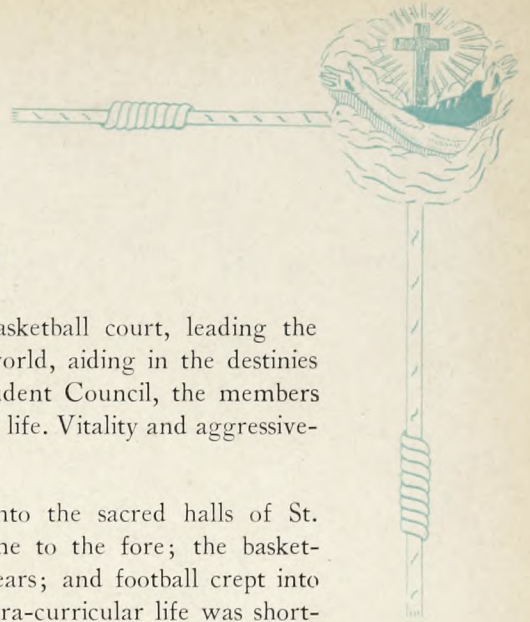 asketball court, leading the
orld, aiding in the destinies
udent Council, the members
life. Vitality and aggressive-
nto the sacred halls of St.
ne to the fore; the basket-
ears; and football crept into
ra-curricular life was short-